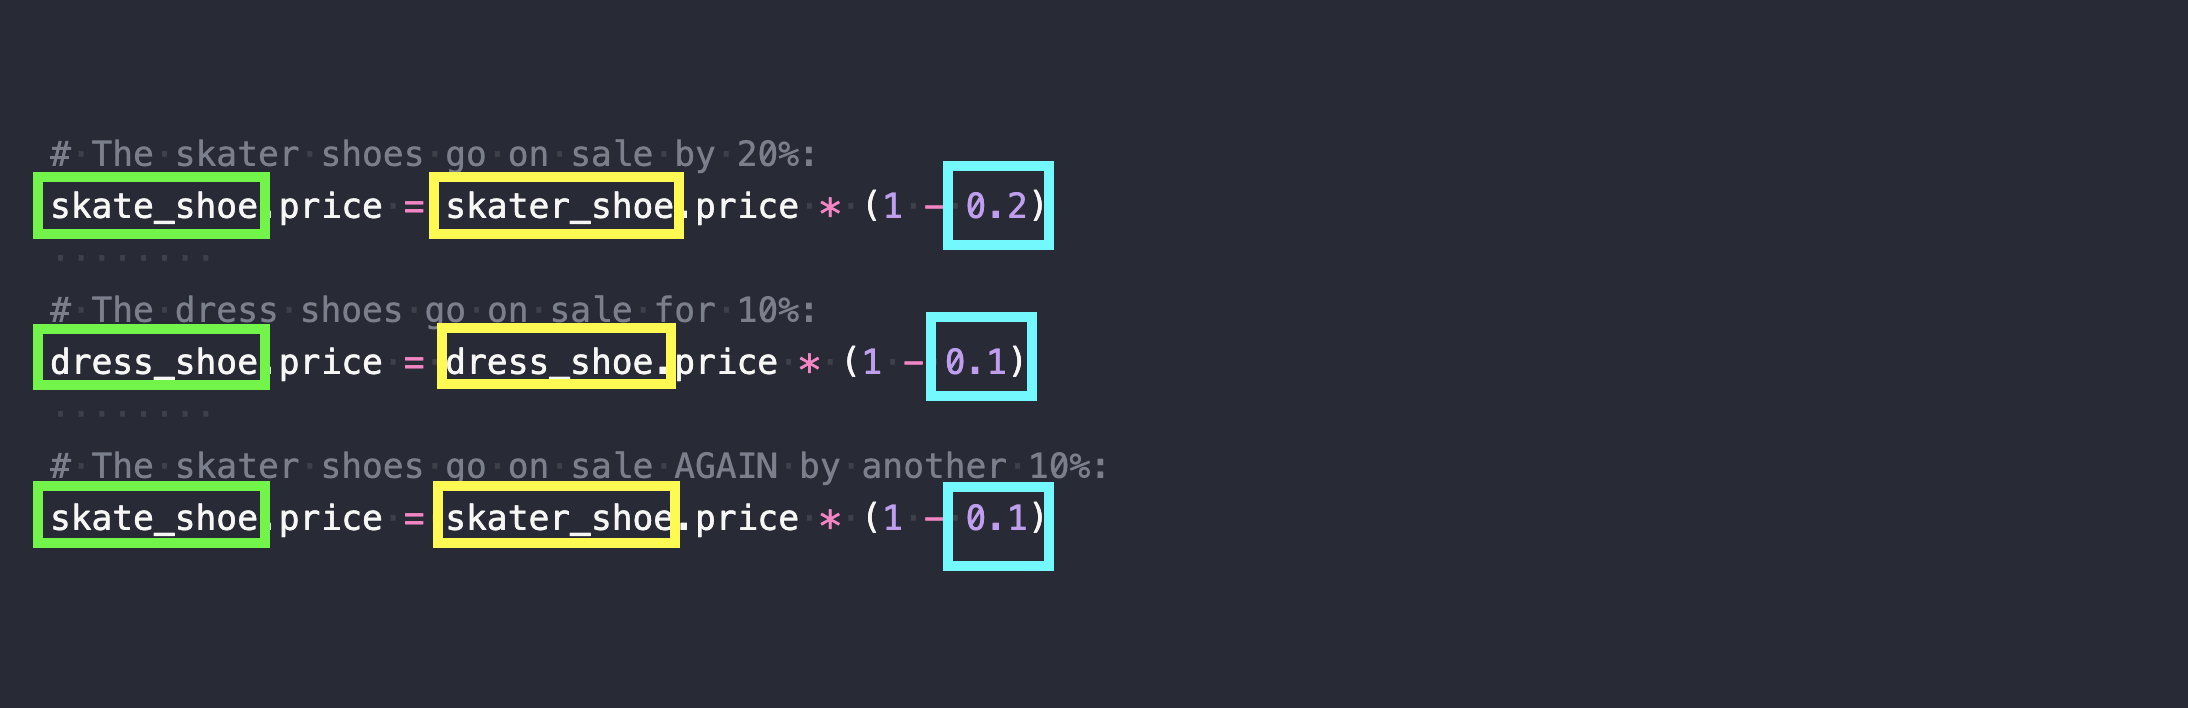 # The skater shoes go on sale by 20%:
skate_shoe.price = skater_shoe.price * (1 - 0.2)
# The dress shoes go on sale for 10%:
dress_shoe.price = dress_shoe.price * (1 - 0.1)
# The skater shoes go on sale AGAIN by another 10%:
skate_shoe.price = skater_shoe.price * (1 - 0.1)